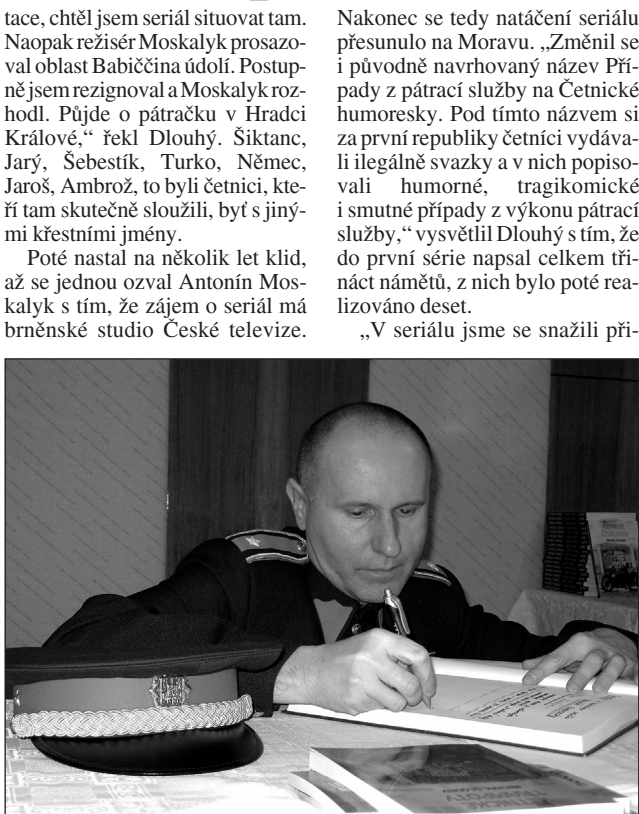 tace, chtěl jsem seriál situovat tam.
Naopak režisér Moskalyk prosazo-
val oblast Babiččina údolí. Postup-
ně jsem rezignoval a Moskalyk roz-
hodl. Půjde o pátračku v Hradci
Králové,“ řekl Dlouhý. Šiktanc,
Jarý, Šebestík, Turko, Němec,
Jaroš, Ambrož, to byli četnici, kte-
ří tam skutečně sloužili, byť s jiný-
mi křestními jmény.
Poté nastal na několik let klid,
až se jednou ozval Antonín Mos-
kalyk s tím, že zájem o seriál má
brněnské studio České televize.
Nakonec se tedy natáčení seriálu
přesunulo na Moravu. „Změnil se
i původně navrhovaný název Pří-
pady z pátrací služby na Četnické
humoresky. Pod tímto názvem si
za první republiky četníci vydáva-
li ilegálně svazky a v nich popiso-
vali humorné, tragikomické
i smutné případy z výkonu pátrací
služby,“ vysvětlil Dlouhý s tím, že
do první série napsal celkem tři-
náct námětů, z nich bylo poté rea-
lizováno deset.
„V seriálu jsme se snažili při-